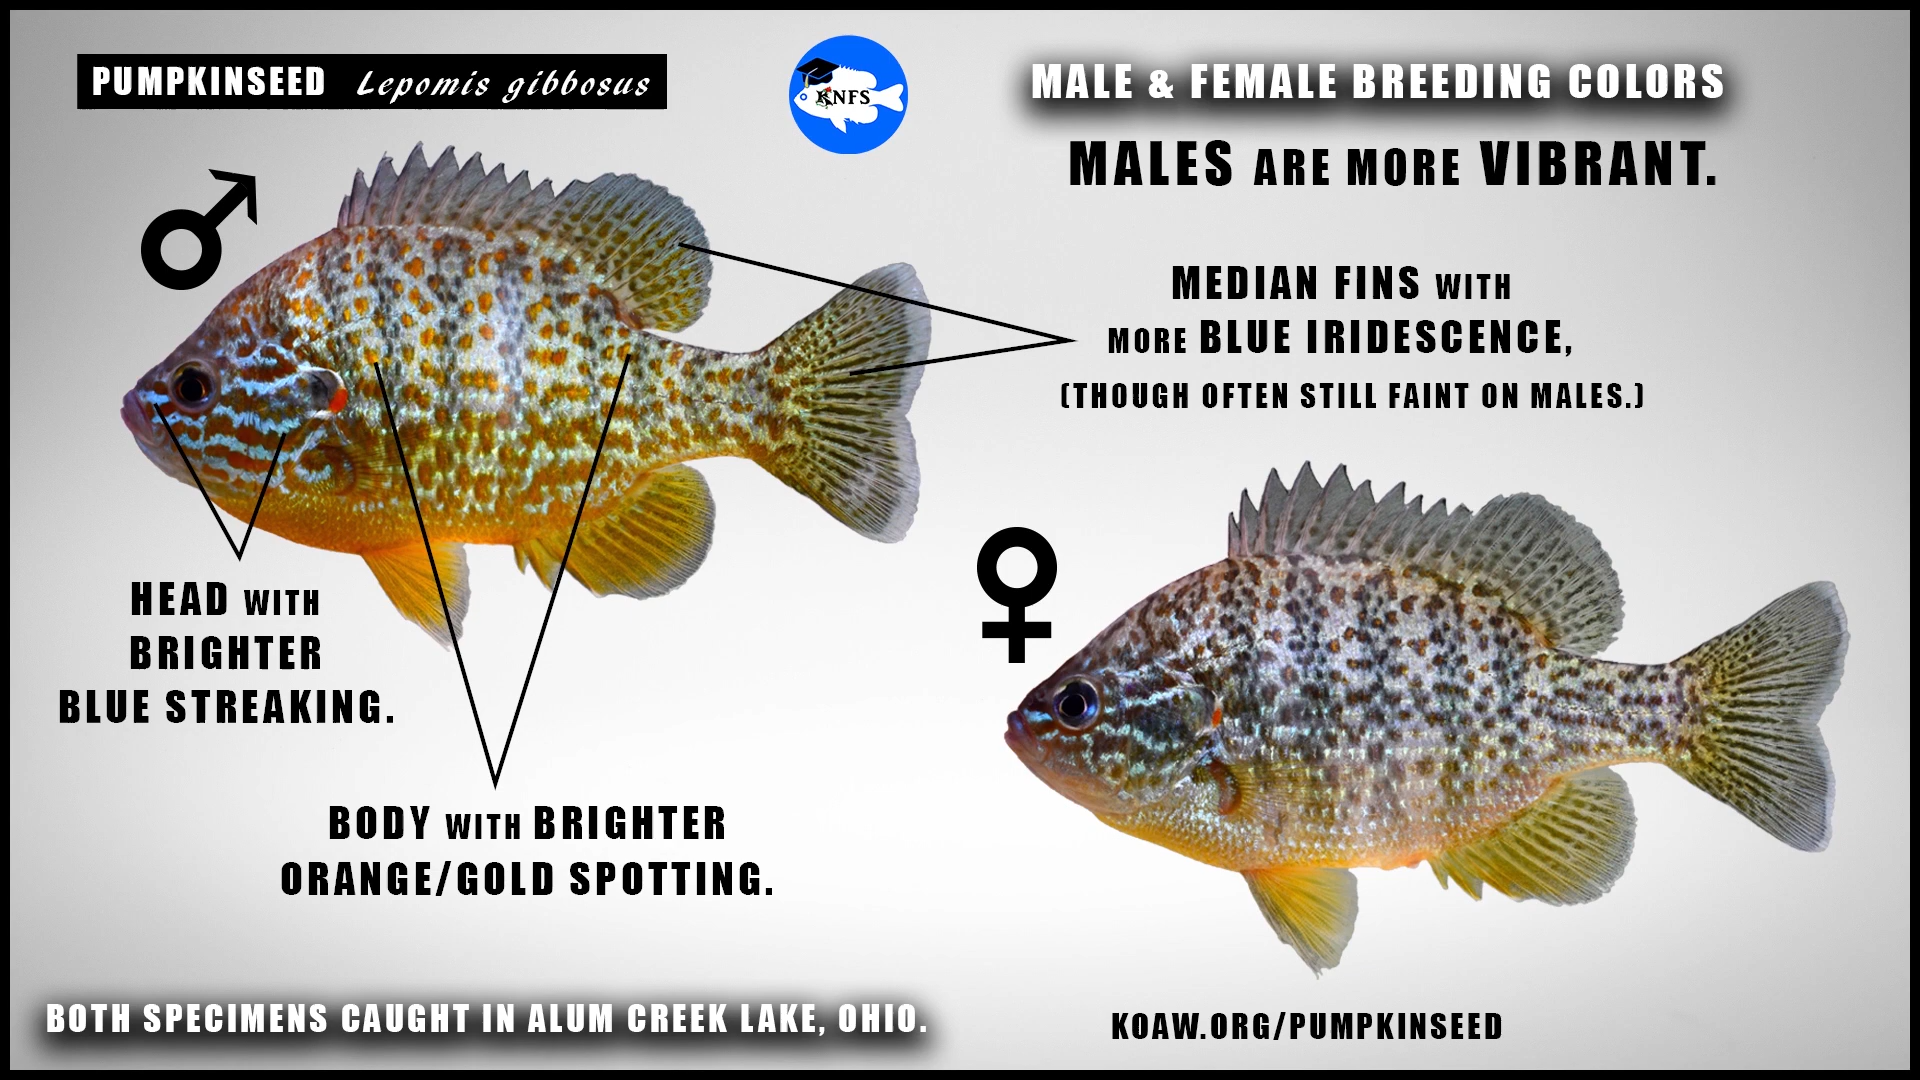 PUMPKINSEED Lepomis gibbosus
KNFS
MALE & FEMALE BREEDING COLORS
MALES ARE MORE VIBRANT.
MEDIAN FINS WITH
MORE BLUE IRIDESCENCE,
(THOUGH OFTEN STILL FAINT ON MALES.)
HEAD WITH
BRIGHTER
BLUE STREAKING.
BODY WITH BRIGHTER
ORANGE/GOLD SPOTTING.
BOTH SPECIMENS CAUGHT IN ALUM CREEK LAKE, OHIO.
KOAW.ORG/PUMPKINSEED